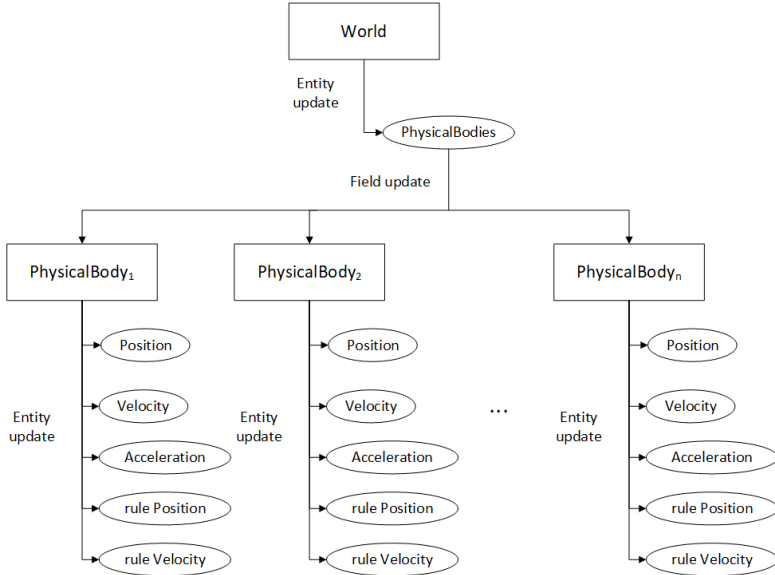 World
Entity
update
PhysicalBodies
Field update
PhysicalBody₁
PhysicalBody₂
PhysicalBodyₙ
Position
Position
Position
Velocity
Velocity
...
Velocity
Entity
update
Entity
update
Entity
update
Acceleration
Acceleration
Acceleration
rule Position
rule Position
rule Position
rule Velocity
rule Velocity
rule Velocity